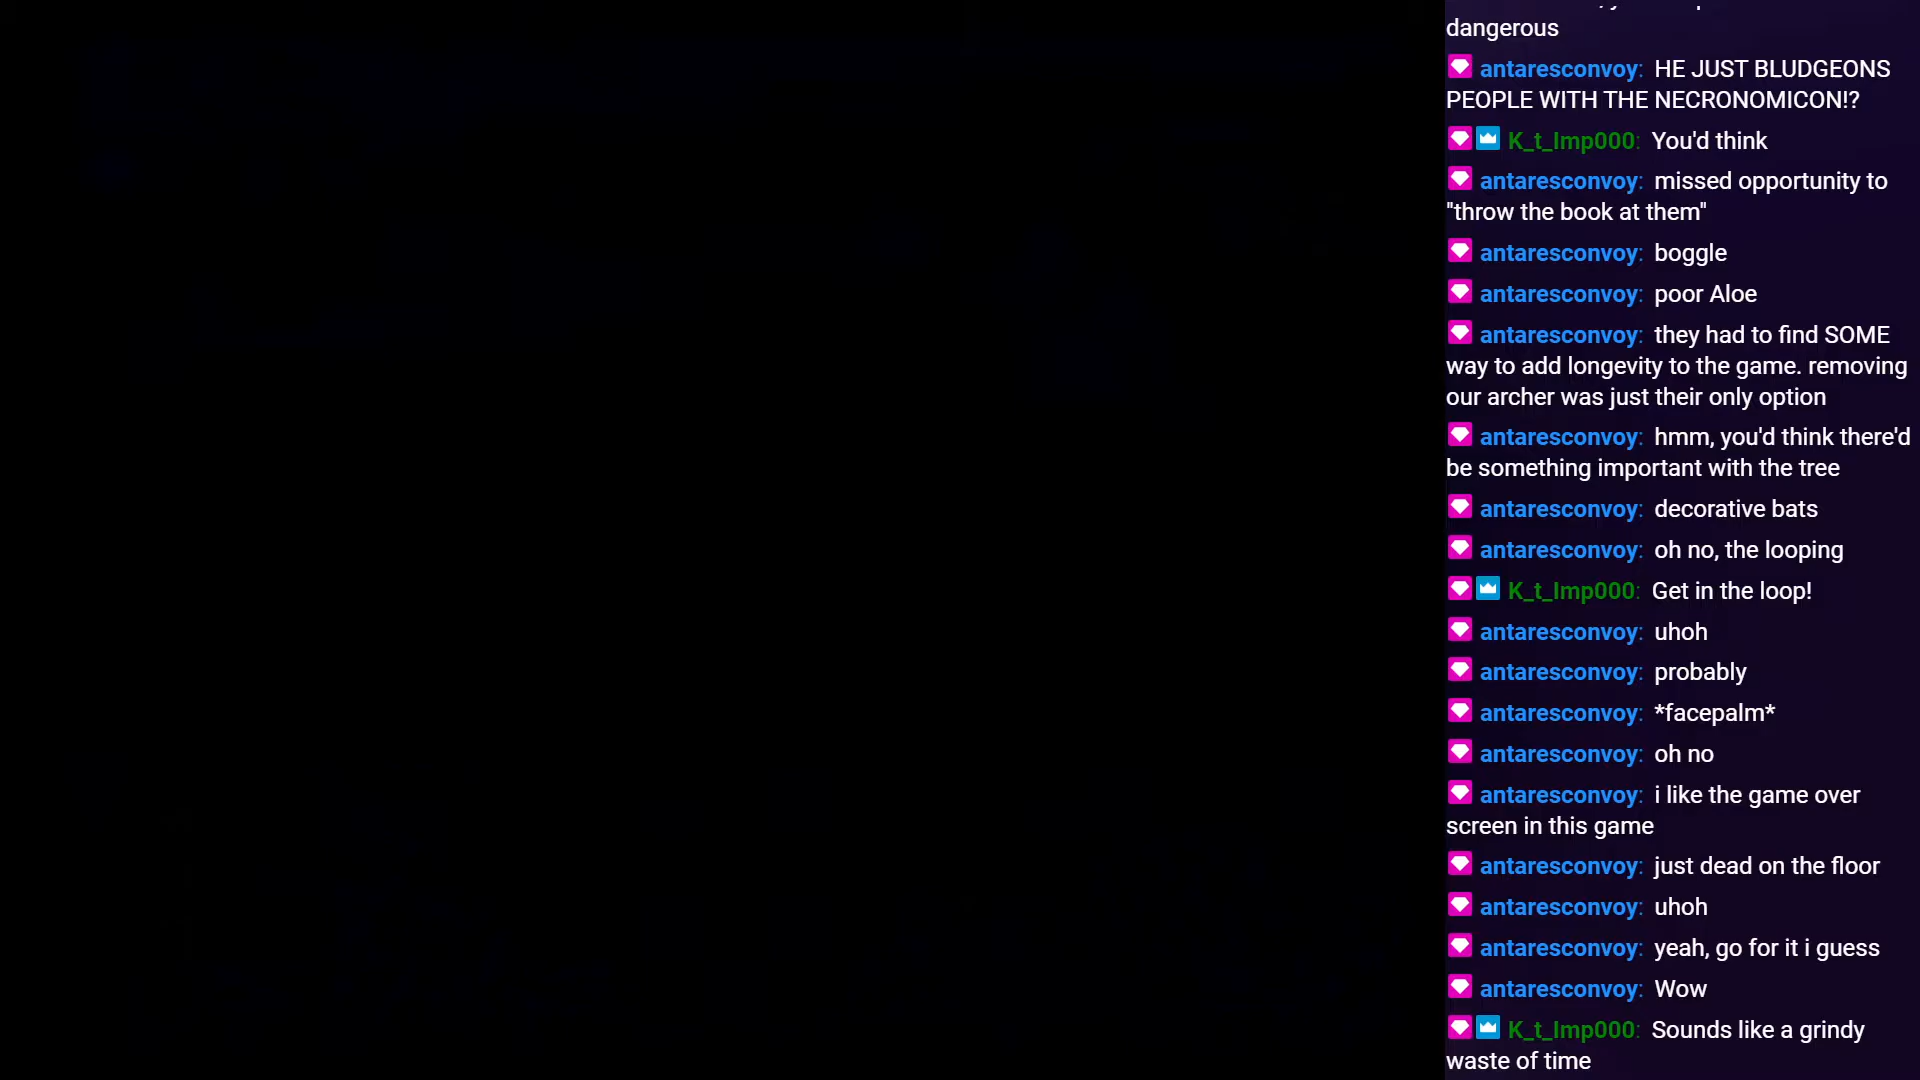 dangerous
antaresconvoy: HE JUST BLUDGEONS
PEOPLE WITH THE NECRONOMICON!?
K_t_Imp000: You'd think
antaresconvoy: missed opportunity to
"throw the book at them"
antaresconvoy: boggle
antaresconvoy: poor Aloe
antaresconvoy: they had to find SOME
way to add longevity to the game. removing
our archer was just their only option
antaresconvoy: hmm, you'd think there'd
be something important with the tree
antaresconvoy: decorative bats
antaresconvoy: oh no, the looping
K_t_Imp000: Get in the loop!
antaresconvoy: uhoh
antaresconvoy: probably
antaresconvoy: *facepalm*
antaresconvoy: oh no
antaresconvoy: i like the game over
screen in this game
antaresconvoy: just dead on the floor
antaresconvoy: uhoh
antaresconvoy: yeah, go for it i guess
antaresconvoy: Wow
K_t_Imp000: Sounds like a grindy
waste of time